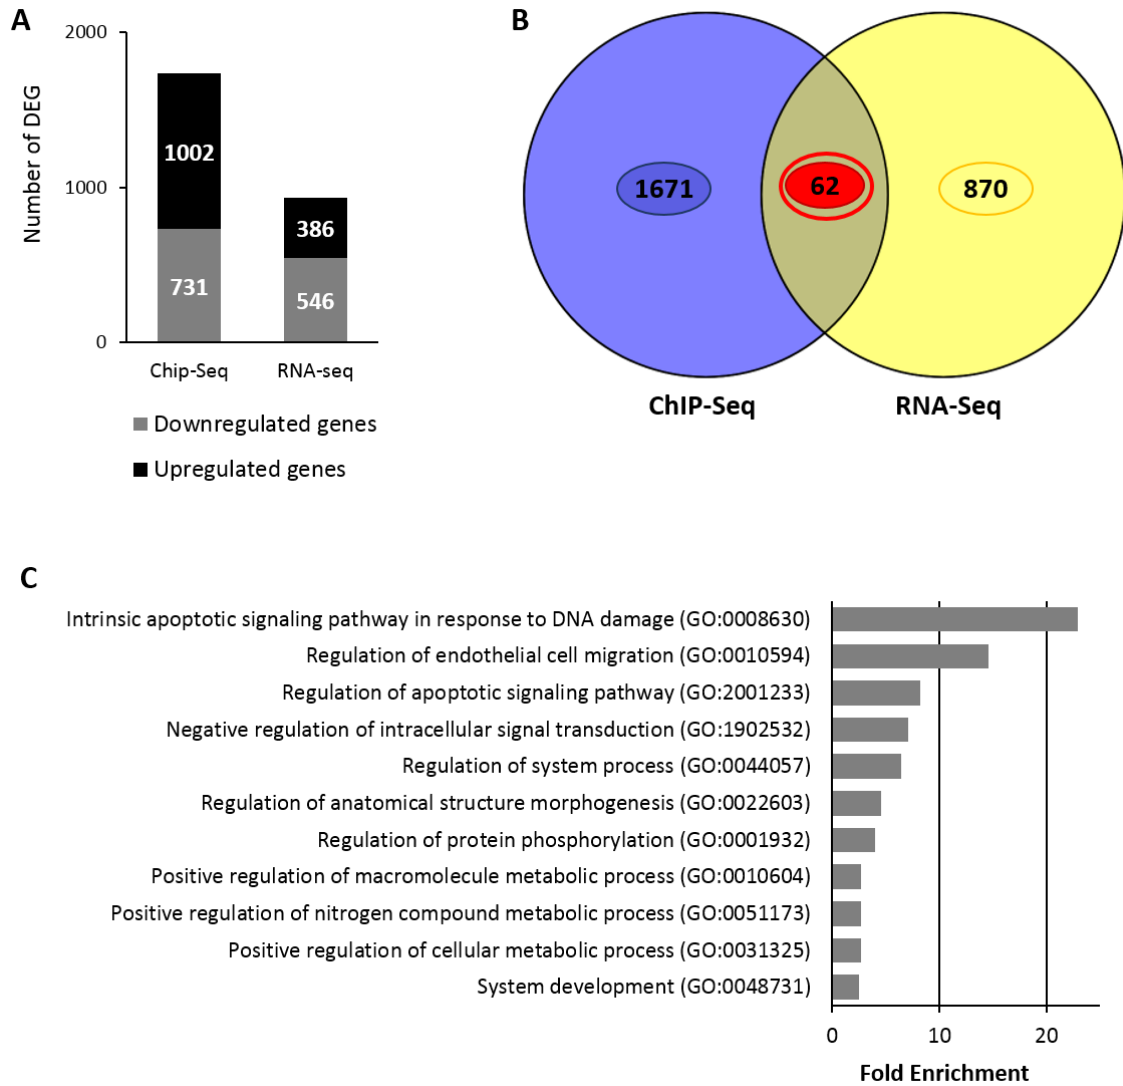 A
2000
Number of DEG
1002
1000
386
731
546
0
Chip-Seq
RNA-seq
Downregulated genes
Upregulated genes
B
1671
62
870
ChIP-Seq
RNA-Seq
C
Intrinsic apoptotic signaling pathway in response to DNA damage (GO:0008630)
Regulation of endothelial cell migration (GO:0010594)
Regulation of apoptotic signaling pathway (GO:2001233)
Negative regulation of intracellular signal transduction (GO:1902532)
Regulation of system process (GO:0044057)
Regulation of anatomical structure morphogenesis (GO:0022603)
Regulation of protein phosphorylation (GO:0001932)
Positive regulation of macromolecule metabolic process (GO:0010604)
Positive regulation of nitrogen compound metabolic process (GO:0051173)
Positive regulation of cellular metabolic process (GO:0031325)
System development (GO:0048731)
0 10 20
Fold Enrichment